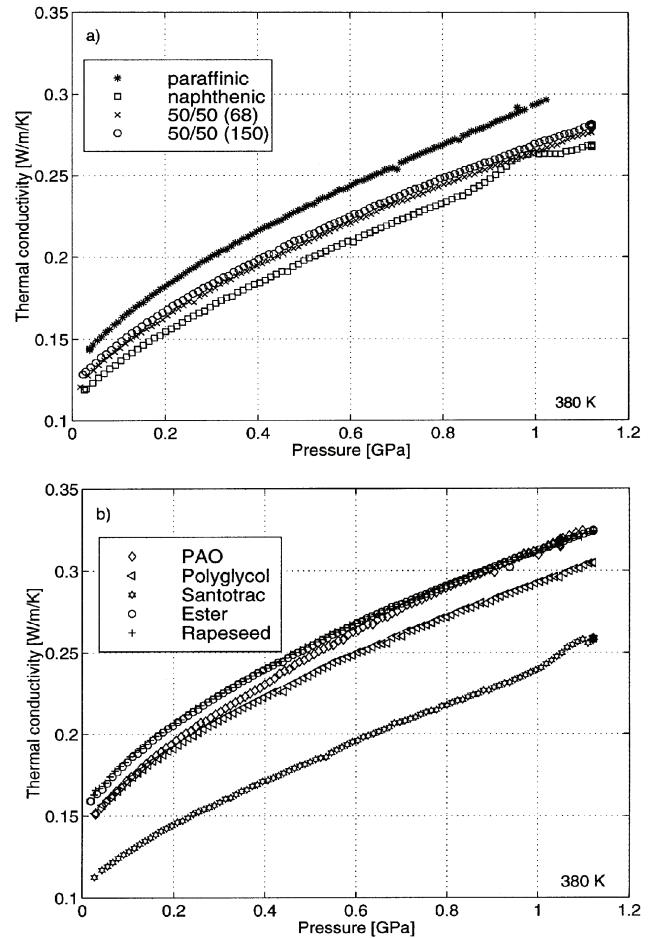 0.35
a)
paraffinic
naphthenic
50/50 (68)
50/50 (150)
0.3
0.25
0.2
0.15
0.1
Thermal conductivity [W/m/K]
380 K
0 0.2 0.4 0.6 0.8 1 1.2
Pressure [GPa]
0.35
b)
PAO
Polyglycol
Santotrac
Ester
Rapeseed
0.3
0.25
0.2
0.15
0.1
Thermal conductivity [W/m/K]
380 K
0 0.2 0.4 0.6 0.8 1 1.2
Pressure [GPa]